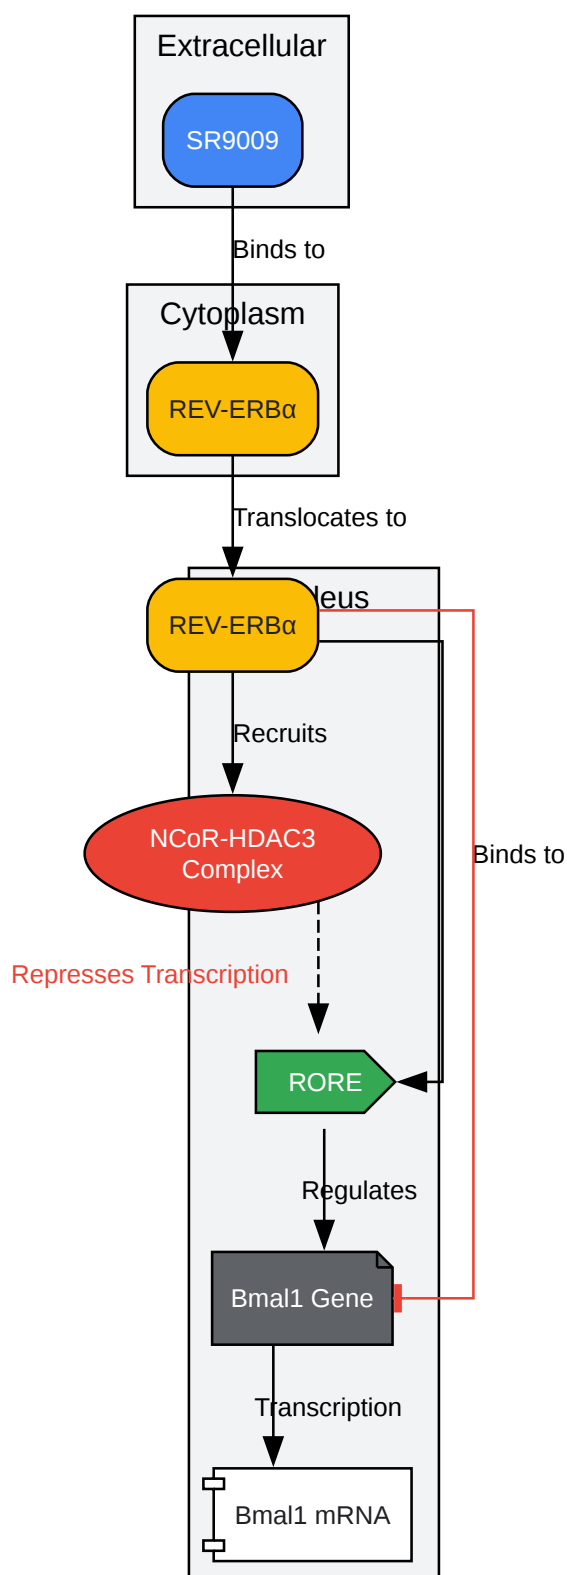 Extracellular
SR9009
Binds to
Cytoplasm
REV-ERBα
Translocates to
leus
REV-ERBα
Recruits
NCoR-HDAC3
Complex
Binds to
Represses Transcription
RORE
Regulates
Bmal1 Gene
Transcription
Bmal1 mRNA